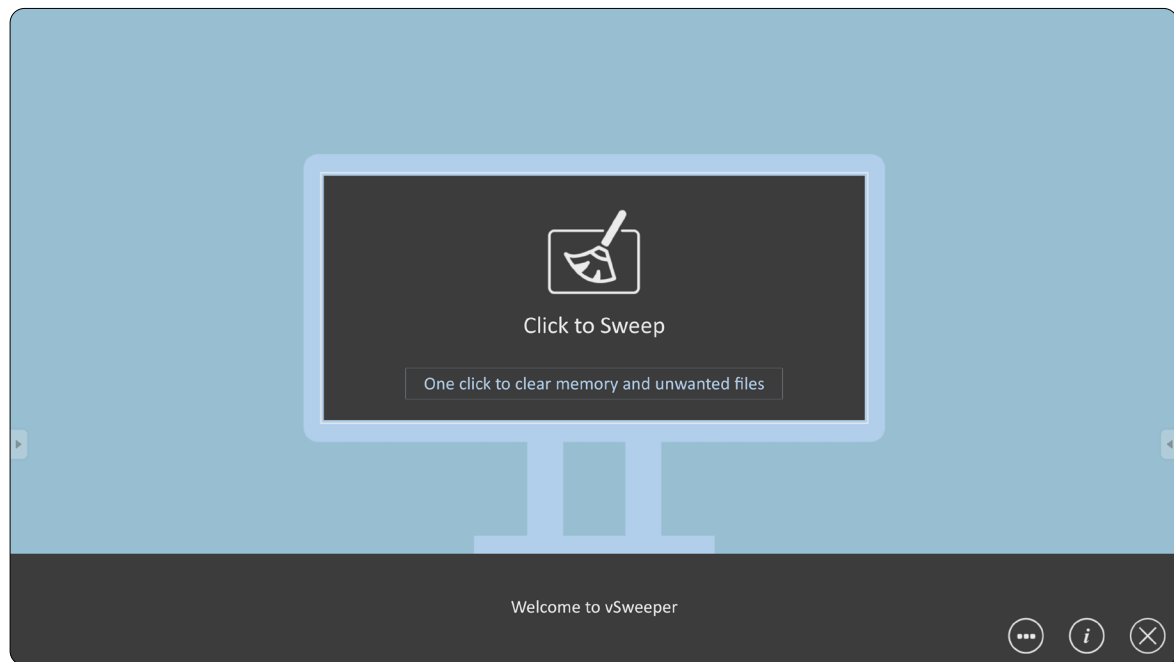 Click to Sweep
One click to clear memory and unwanted files
Welcome to vSweeper
i